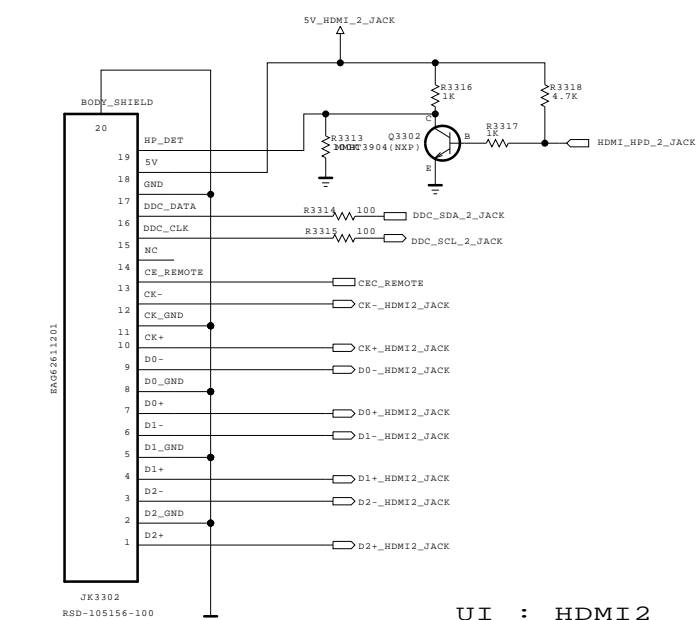 5V_HDMI_2_JACK
R3316
1K
R3318
4.7K
BODY_SHIELD
20
C
Q3302
MMBT3904(NXP)
B
E
R3317
1K
HDMI_HPD_2_JACK
R3313
HP_DET
19
5V
18
GND
17
DDC_DATA
R3314 100
DDC_SDA_2_JACK
16
DDC_CLK
R3315 100
DDC_SCL_2_JACK
15
NC
14
CE_REMOTE
CEC_REMOTE
13
CK-
CK-_HDMI2_JACK
12
CK_GND
11
CK+
CK+_HDMI2_JACK
10
D0-
D0-_HDMI2_JACK
9
D0_GND
8
D0+
D0+_HDMI2_JACK
7
D1-
D1-_HDMI2_JACK
6
D1_GND
5
D1+
D1+_HDMI2_JACK
4
D2-
D2-_HDMI2_JACK
3
D2_GND
2
D2+
D2+_HDMI2_JACK
1
EAG62611201
JK3302
RSD-105156-100
UI : HDMI2